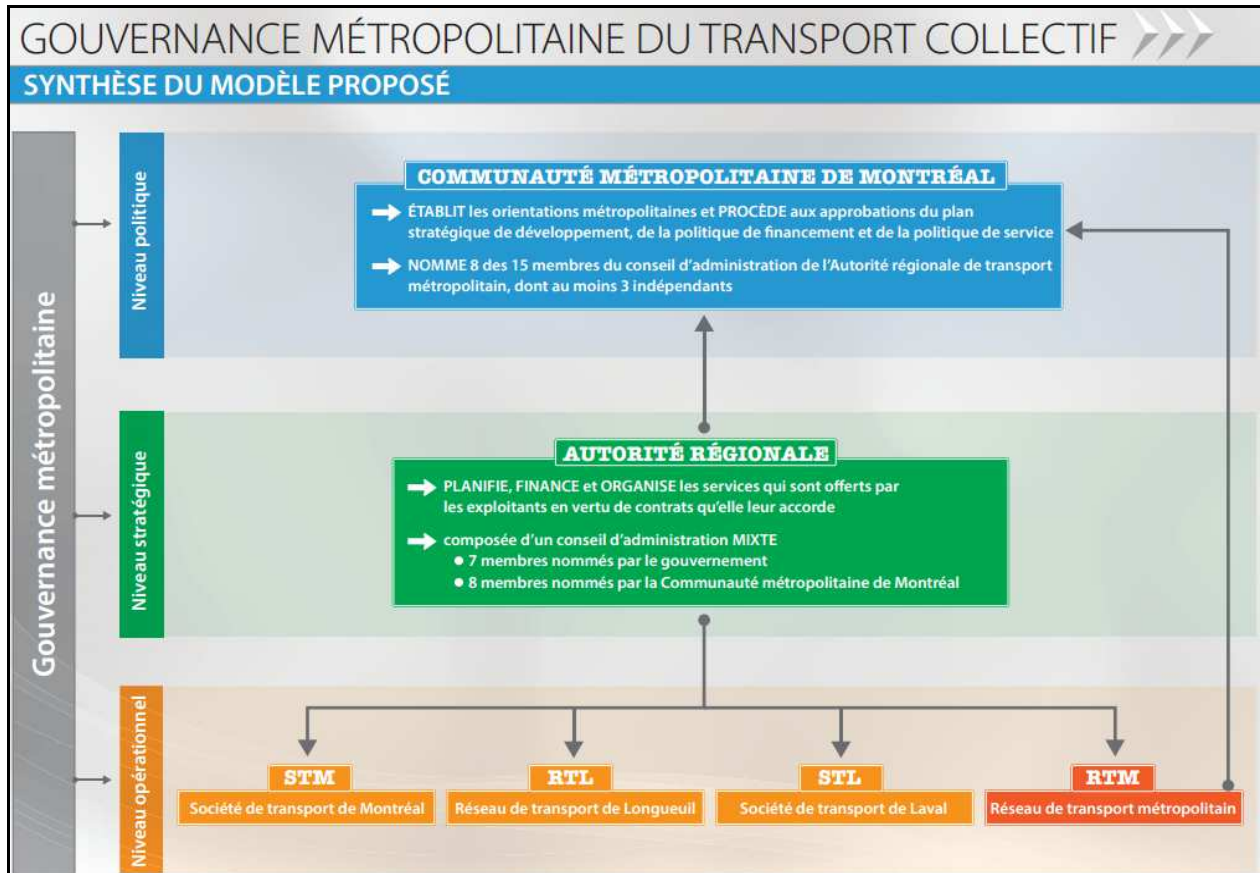 GOUVERNANCE MÉTROPOLITAINE DU TRANSPORT COLLECTIF
SYNTHÈSE DU MODÈLE PROPOSÉ
Gouvernance métropolitaine
Niveau politique
COMMUNAUTÉ MÉTROPOLITAINE DE MONTRÉAL
ÉTABLIT les orientations métropolitaines et PROCÈDE aux approbations du plan
stratégique de développement, de la politique de financement et de la politique de service
NOMME 8 des 15 membres du conseil d'administration de l'Autorité régionale de transport
métropolitain, dont au moins 3 indépendants
Niveau stratégique
AUTORITÉ RÉGIONALE
PLANIFIE, FINANCE et ORGANISE les services qui sont offerts par
les exploitants en vertu de contrats qu'elle leur accorde
composée d'un conseil d'administration MIXTE
• 7 membres nommés par le gouvernement
• 8 membres nommés par la Communauté métropolitaine de Montréal
Niveau opérationnel
STM
Société de transport de Montréal
RTL
Réseau de transport de Longueuil
STL
Société de transport de Laval
RTM
Réseau de transport métropolitain